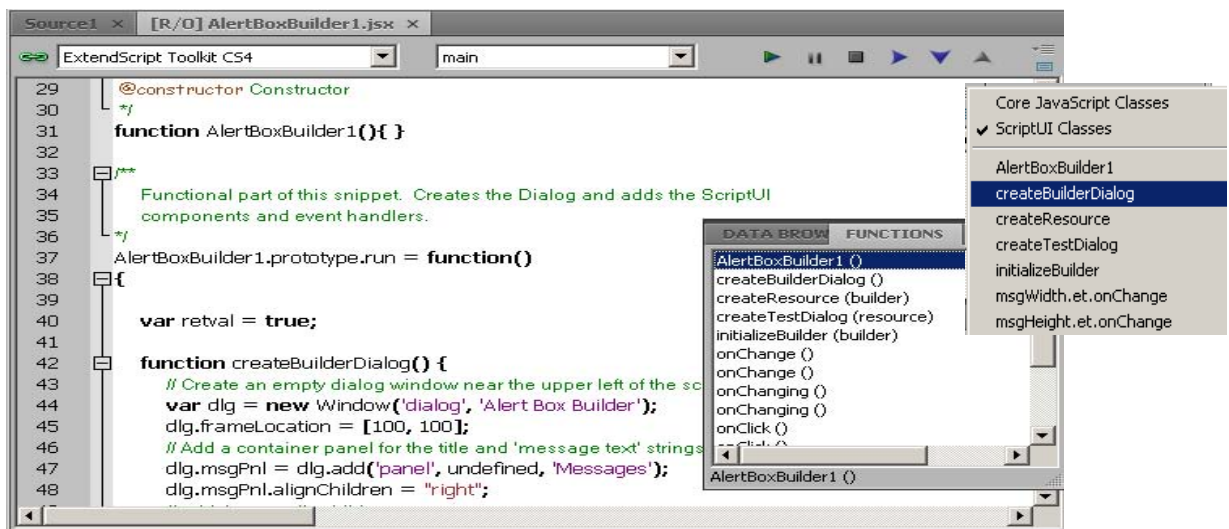 Source1 × [R/O] AlertBoxBuilder1.jsx ×
ExtendScript Toolkit CS4 main
29 @constructor Constructor
30 */
31 function AlertBoxBuilder1(){ }
32
33 /**
34 Functional part of this snippet. Creates the Dialog and adds the ScriptUI
35 components and event handlers.
36 */
37 AlertBoxBuilder1.prototype.run = function()
38 {
39
40 var retval = true;
41
42 function createBuilderDialog() {
43 // Create an empty dialog window near the upper left of the sc
44 var dlg = new Window('dialog', 'Alert Box Builder');
45 dlg.frameLocation = [100, 100];
46 // Add a container panel for the title and 'message text' strings
47 dlg.msgPnl = dlg.add('panel', undefined, 'Messages');
48 dlg.msgPnl.alignChildren = "right";
DATA BROW FUNCTIONS
AlertBoxBuilder1 ()
createBuilderDialog ()
createResource (builder)
createTestDialog (resource)
initializeBuilder (builder)
onChange ()
onChange ()
onChanging ()
onChanging ()
onClick ()
AlertBoxBuilder1 ()
Core JavaScript Classes
ScriptUI Classes
AlertBoxBuilder1
createBuilderDialog
createResource
createTestDialog
initializeBuilder
msgWidth.et.onChange
msgHeight.et.onChange